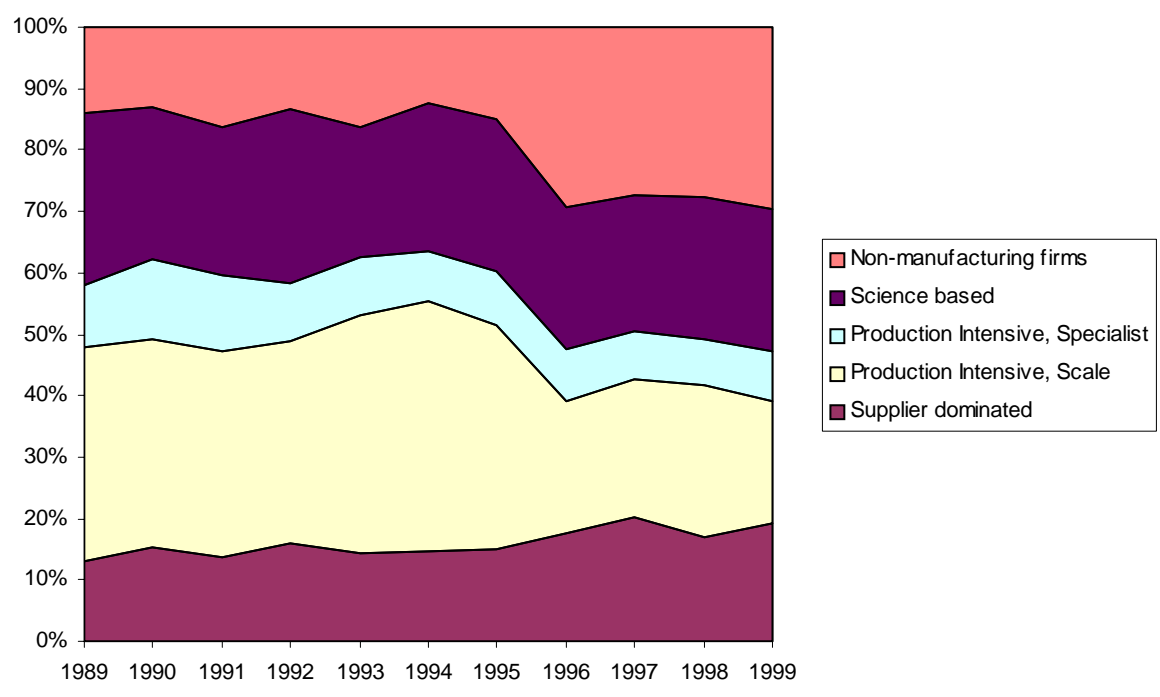 100%
90%
80%
70%
60%
50%
40%
30%
20%
10%
0%
1989 1990 1991 1992 1993 1994 1995 1996 1997 1998 1999
Non-manufacturing firms
Science based
Production Intensive, Specialist
Production Intensive, Scale
Supplier dominated